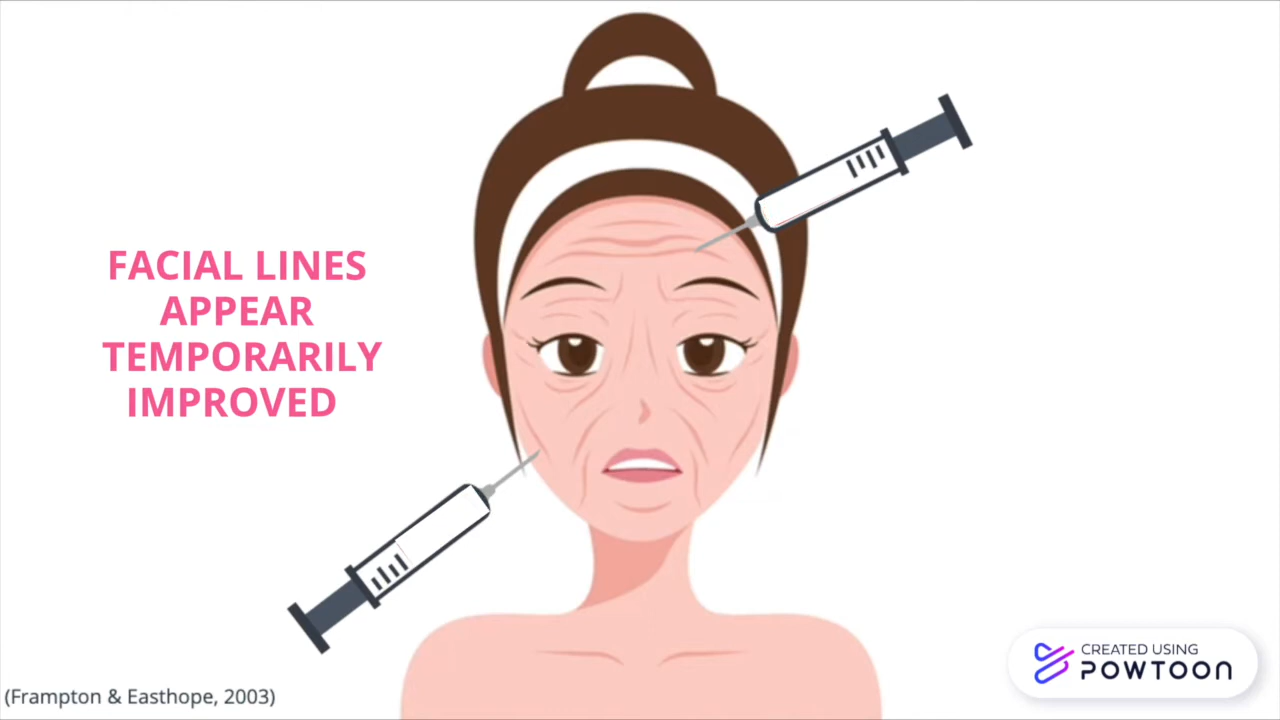 FACIAL LINES
APPEAR
TEMPORARILY
IMPROVED
(Frampton & Easthope, 2003)
CREATED USING
POWTOON